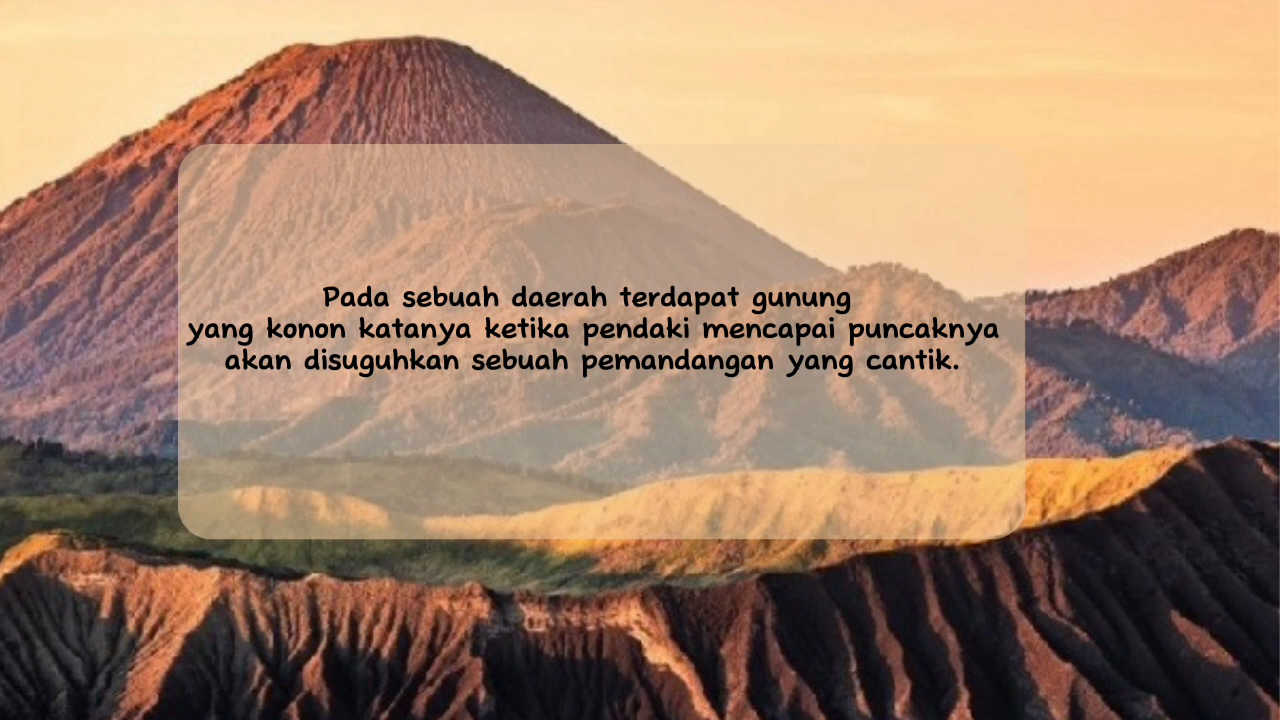 Pada sebuah daerah terdapat gunung
yang konon katanya ketika pendaki mencapai puncaknya
akan disuguhkan sebuah pemandangan yang cantik.